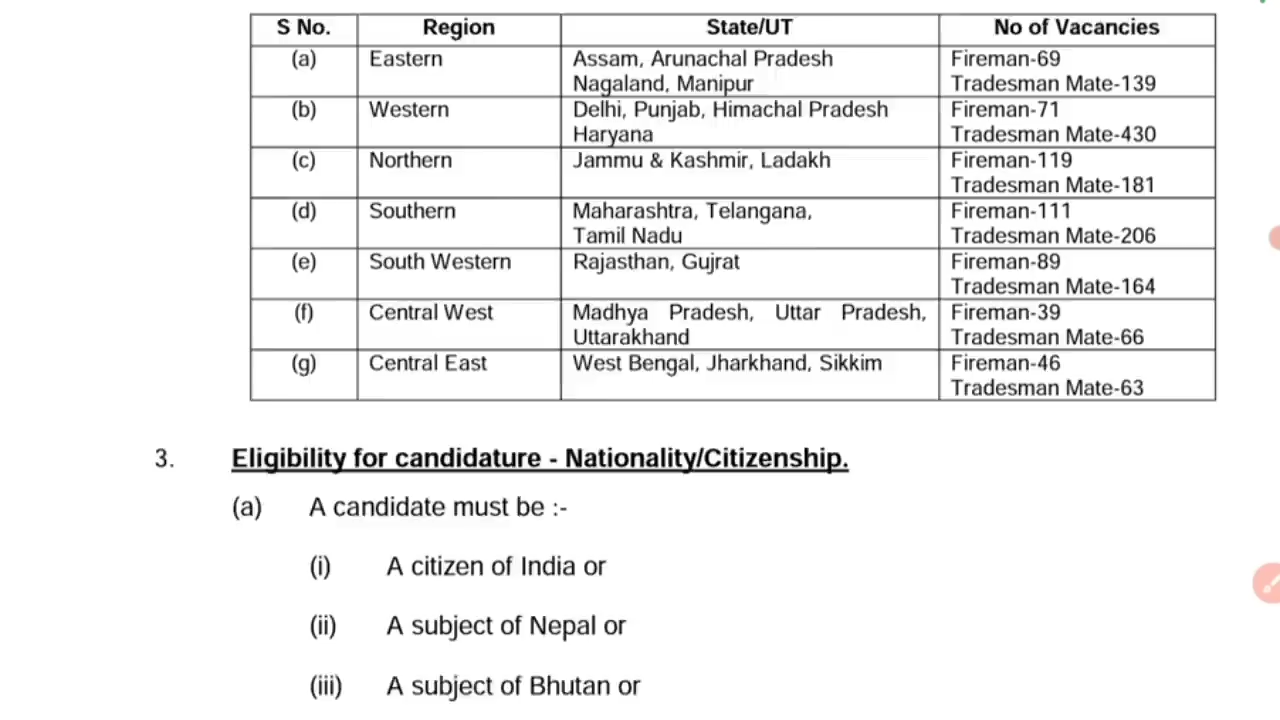 S No. Region State/UT No of Vacancies
(a) Eastern Assam, Arunachal Pradesh Fireman-69
Nagaland, Manipur Tradesman Mate-139
(b) Western Delhi, Punjab, Himachal Pradesh Fireman-71
Haryana Tradesman Mate-430
(c) Northern Jammu & Kashmir, Ladakh Fireman-119
Tradesman Mate-181
(d) Southern Maharashtra, Telangana, Fireman-111
Tamil Nadu Tradesman Mate-206
(e) South Western Rajasthan, Gujrat Fireman-89
Tradesman Mate-164
(f) Central West Madhya Pradesh, Uttar Pradesh, Fireman-39
Uttarakhand Tradesman Mate-66
(g) Central East West Bengal, Jharkhand, Sikkim Fireman-46
Tradesman Mate-63
3. Eligibility for candidature - Nationality/Citizenship.
(a) A candidate must be :-
(i) A citizen of India or
(ii) A subject of Nepal or
(iii) A subject of Bhutan or